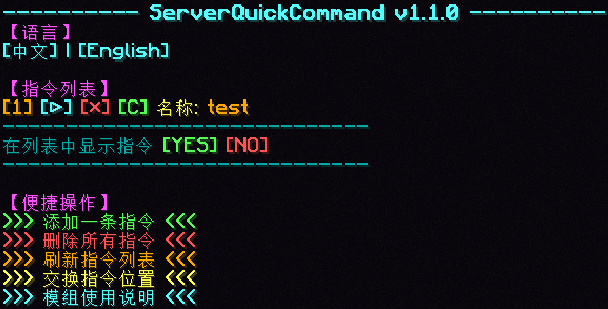 ---------- ServerQuickCommand v1.1.0 ----------
【语言】
[中文] | [English]
【指令列表】
[1] [▷] [×] [C] 名称: test
-----------------------------
在列表中显示指令 [YES] [NO]
-----------------------------
【便捷操作】
>>> 添加一条指令 <<<
>>> 删除所有指令 <<<
>>> 刷新指令列表 <<<
>>> 交换指令位置 <<<
>>> 模组使用说明 <<<